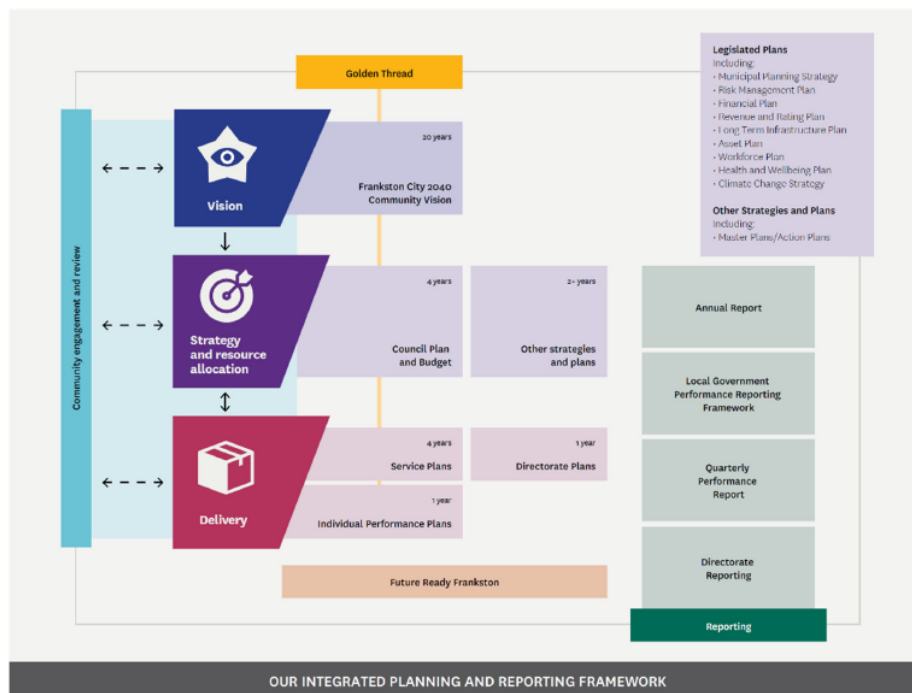 Golden Thread
Legislated Plans
Including:
• Municipal Planning Strategy
• Risk Management Plan
• Financial Plan
• Revenue and Rating Plan
• Long Term Infrastructure Plan
• Asset Plan
• Workforce Plan
• Health and Wellbeing Plan
• Climate Change Strategy
Other Strategies and Plans
Including:
• Master Plans/Action Plans
Community engagement and review
Vision
20 years
Frankston City 2040
Community Vision
Strategy
and resource
allocation
4 years
Council Plan
and Budget
2+ years
Other strategies
and plans
Delivery
4 years
Service Plans
1 year
Directorate Plans
1 year
Individual Performance Plans
Future Ready Frankston
Annual Report
Local Government
Performance Reporting
Framework
Quarterly
Performance
Report
Directorate
Reporting
Reporting
OUR INTEGRATED PLANNING AND REPORTING FRAMEWORK